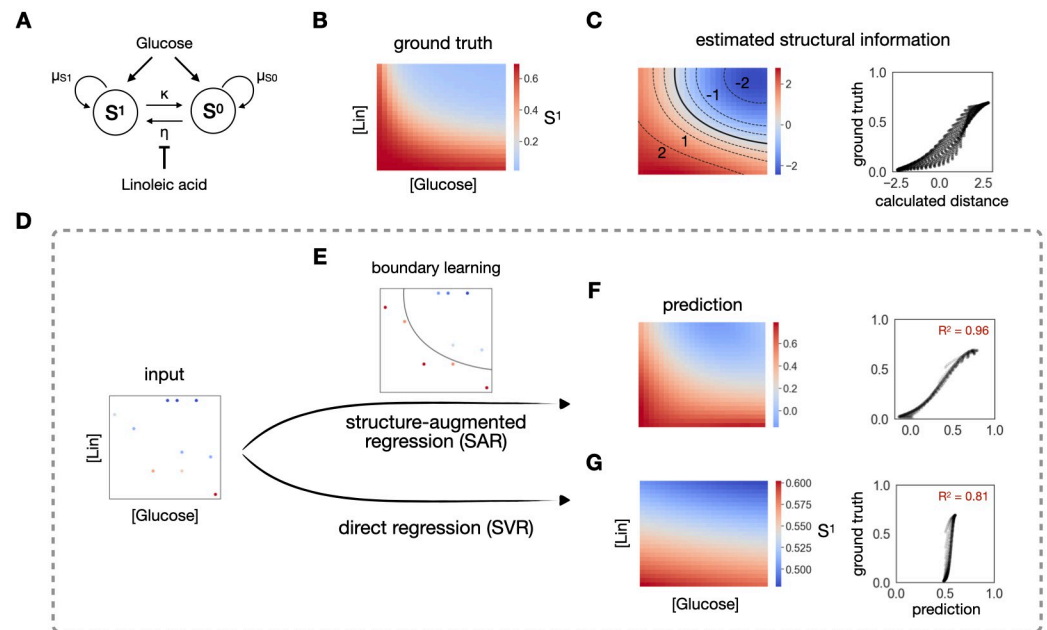 A
Glucose
μS1
S¹
κ
η
S⁰
μS0
Linoleic acid
B
ground truth
[Lin]
[Glucose]
0.6
0.4
0.2
S¹
C
estimated structural information
-2
-1
1
2
2
0
−2
ground truth
1.0
0.5
0.0
−2.5
0.0
2.5
calculated distance
D
input
[Lin]
[Glucose]
E
boundary learning
structure-augmented
regression (SAR)
direct regression (SVR)
F
prediction
0.6
0.4
0.2
0.0
1.0
0.5
0.0
R² = 0.96
0.0
0.5
1.0
G
[Lin]
[Glucose]
0.600
0.575
0.550
0.525
0.500
S¹
ground truth
1.0
0.5
0.0
R² = 0.81
0.0
0.5
1.0
prediction